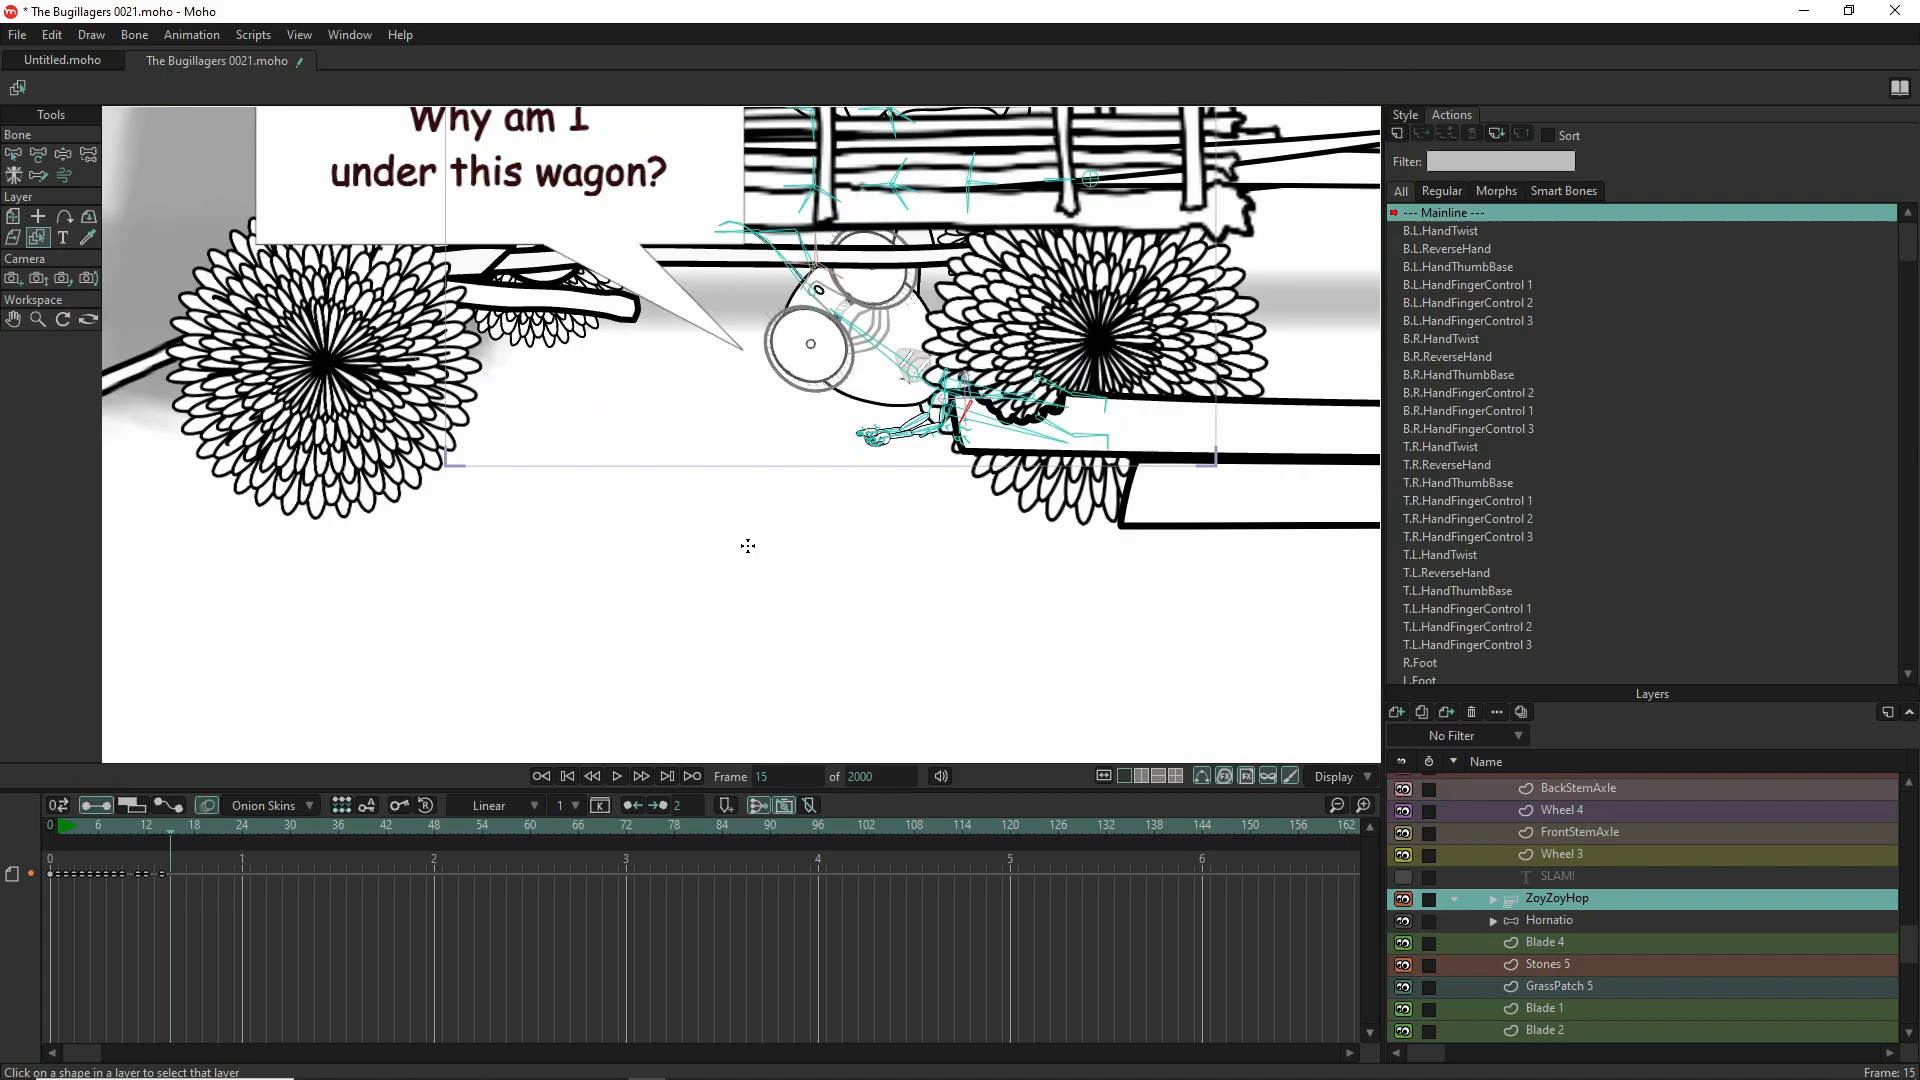 * The Bugillagers 0021.moho - Moho
File Edit Draw Bone Animation Scripts View Window Help
Untitled.moho The Bugillagers 0021.moho
Tools
Bone
Layer
Camera
Workspace
Why am I
under this wagon?
Style Actions
Sort
Filter:
All Regular Morphs Smart Bones
--- Mainline ---
B.L.HandTwist
B.L.ReverseHand
B.L.HandThumbBase
B.L.HandFingerControl 1
B.L.HandFingerControl 2
B.L.HandFingerControl 3
B.R.HandTwist
B.R.ReverseHand
B.R.HandThumbBase
B.R.HandFingerControl 2
B.R.HandFingerControl 1
B.R.HandFingerControl 3
T.R.HandTwist
T.R.ReverseHand
T.R.HandThumbBase
T.R.HandFingerControl 1
T.R.HandFingerControl 2
T.R.HandFingerControl 3
T.L.HandTwist
T.L.ReverseHand
T.L.HandThumbBase
T.L.HandFingerControl 1
T.L.HandFingerControl 2
T.L.HandFingerControl 3
R.Foot
L.Foot
Layers
No Filter
Name
BackStemAxle
Wheel 4
FrontStemAxle
Wheel 3
T SLAM!
ZoyZoyHop
Hornatio
Blade 4
Stones 5
GrassPatch 5
Blade 1
Blade 2
Frame 15 of 2000
Display
Onion Skins Linear 1 K 2
0 6 12 18 24 30 36 42 48 54 60 66 72 78 84 90 96 102 108 114 120 126 132 138 144 150 156 162
0 1 2 3 4 5 6
Click on a shape in a layer to select that layer
Frame: 15